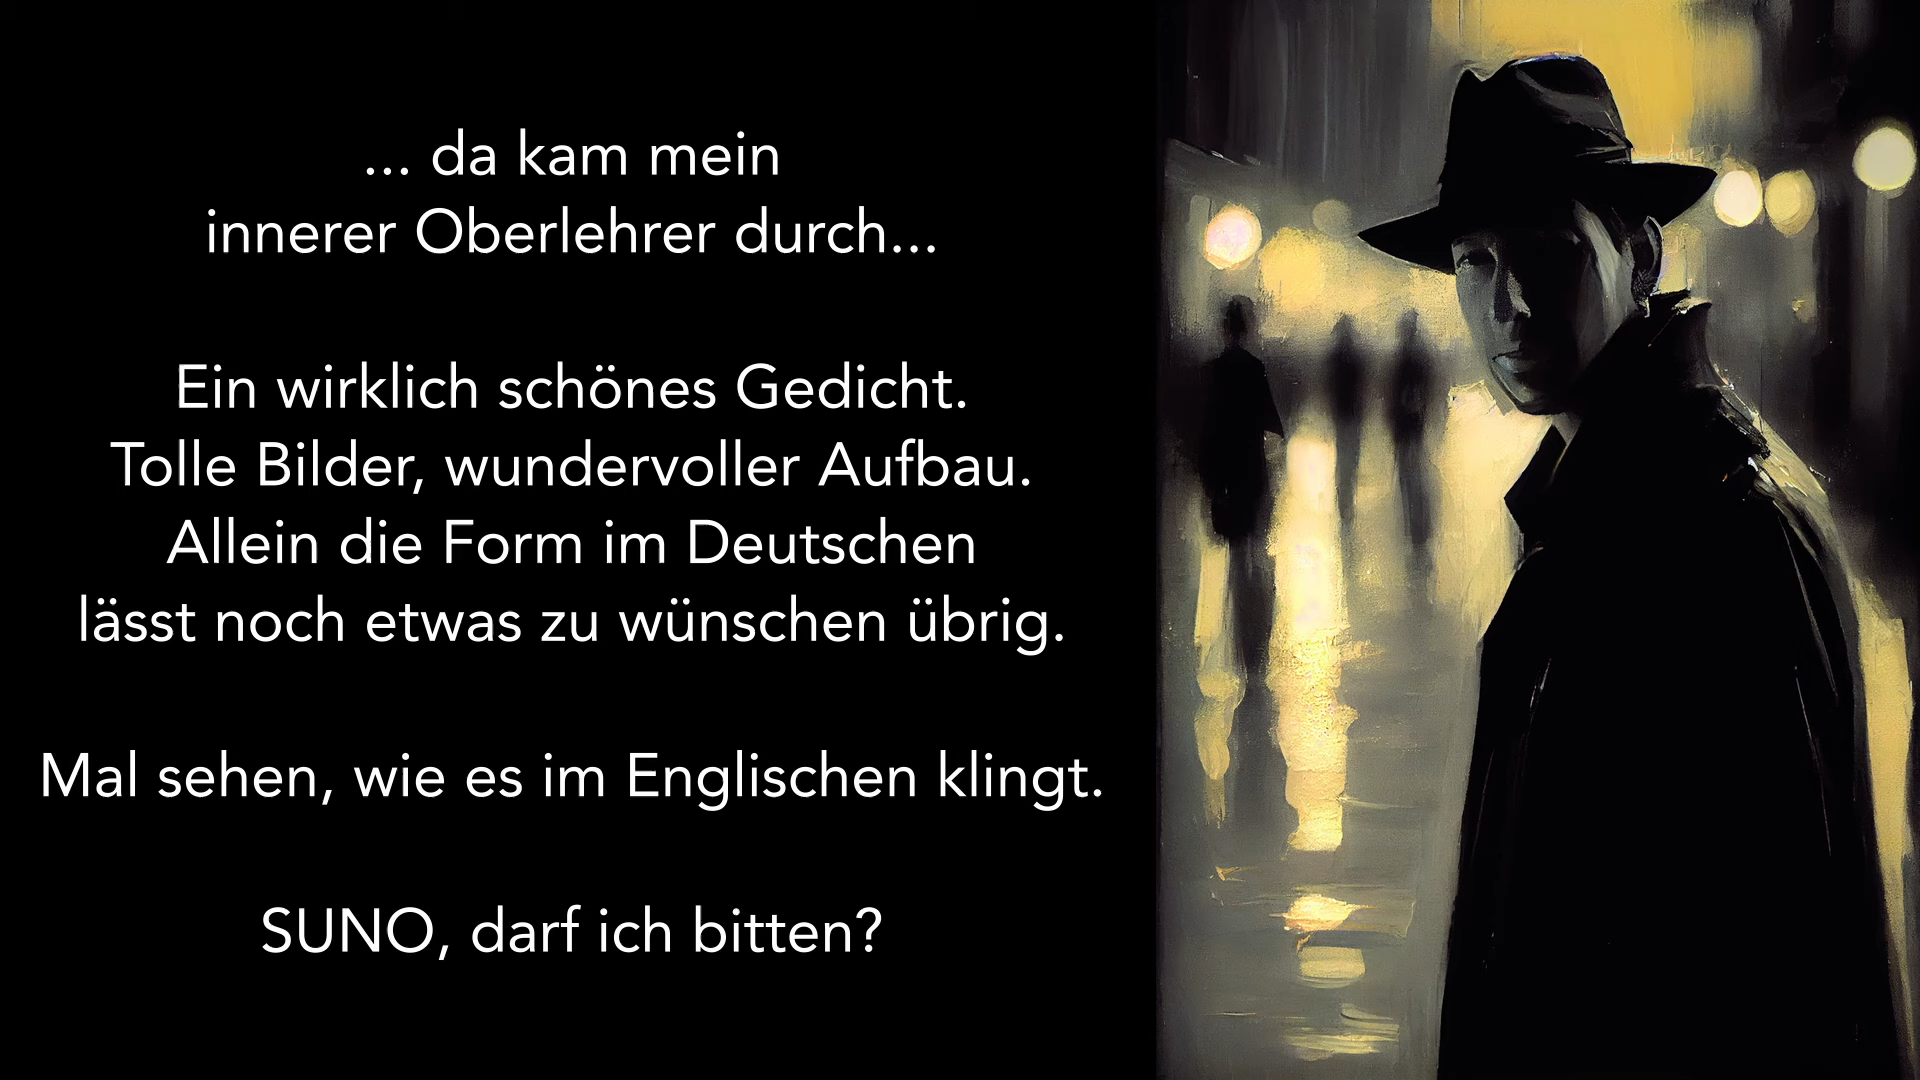 ... da kam mein
innerer Oberlehrer durch...
Ein wirklich schönes Gedicht.
Tolle Bilder, wundervoller Aufbau.
Allein die Form im Deutschen
lässt noch etwas zu wünschen übrig.
Mal sehen, wie es im Englischen klingt.
SUNO, darf ich bitten?